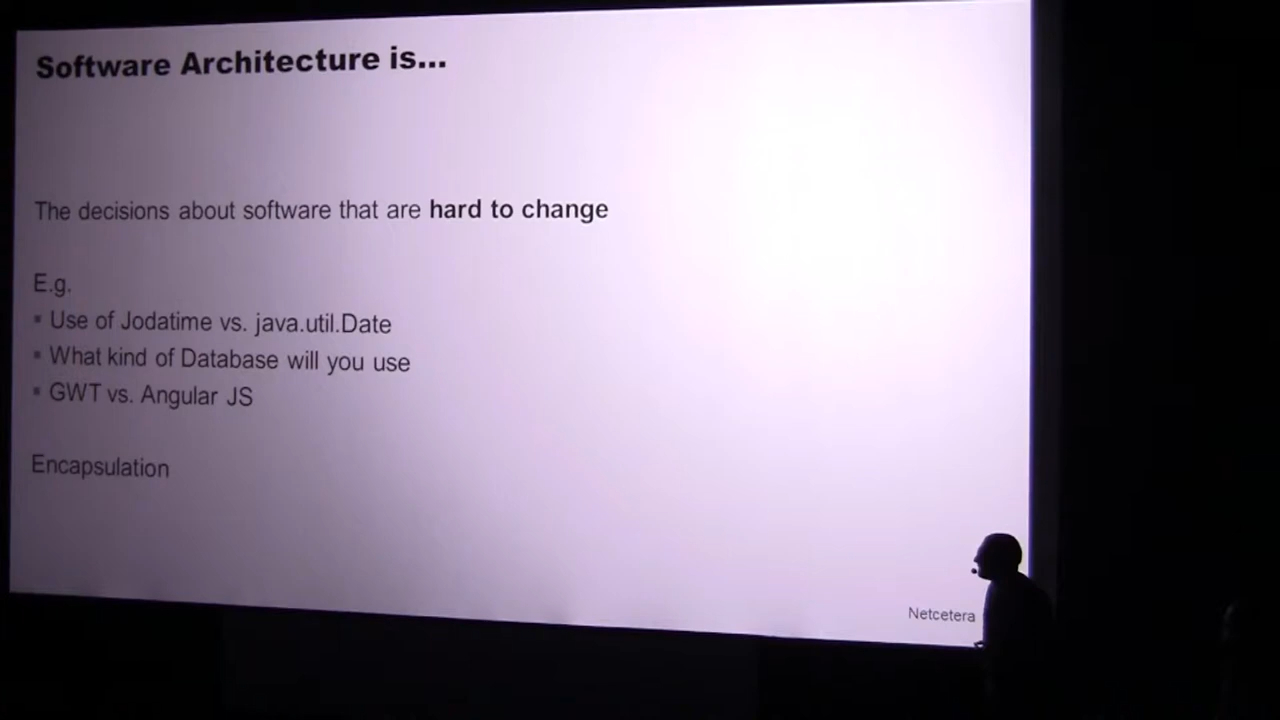 Software Architecture is...
The decisions about software that are hard to change
E.g.
▪ Use of Jodatime vs. java.util.Date
▪ What kind of Database will you use
▪ GWT vs. Angular JS
Encapsulation
Netcetera